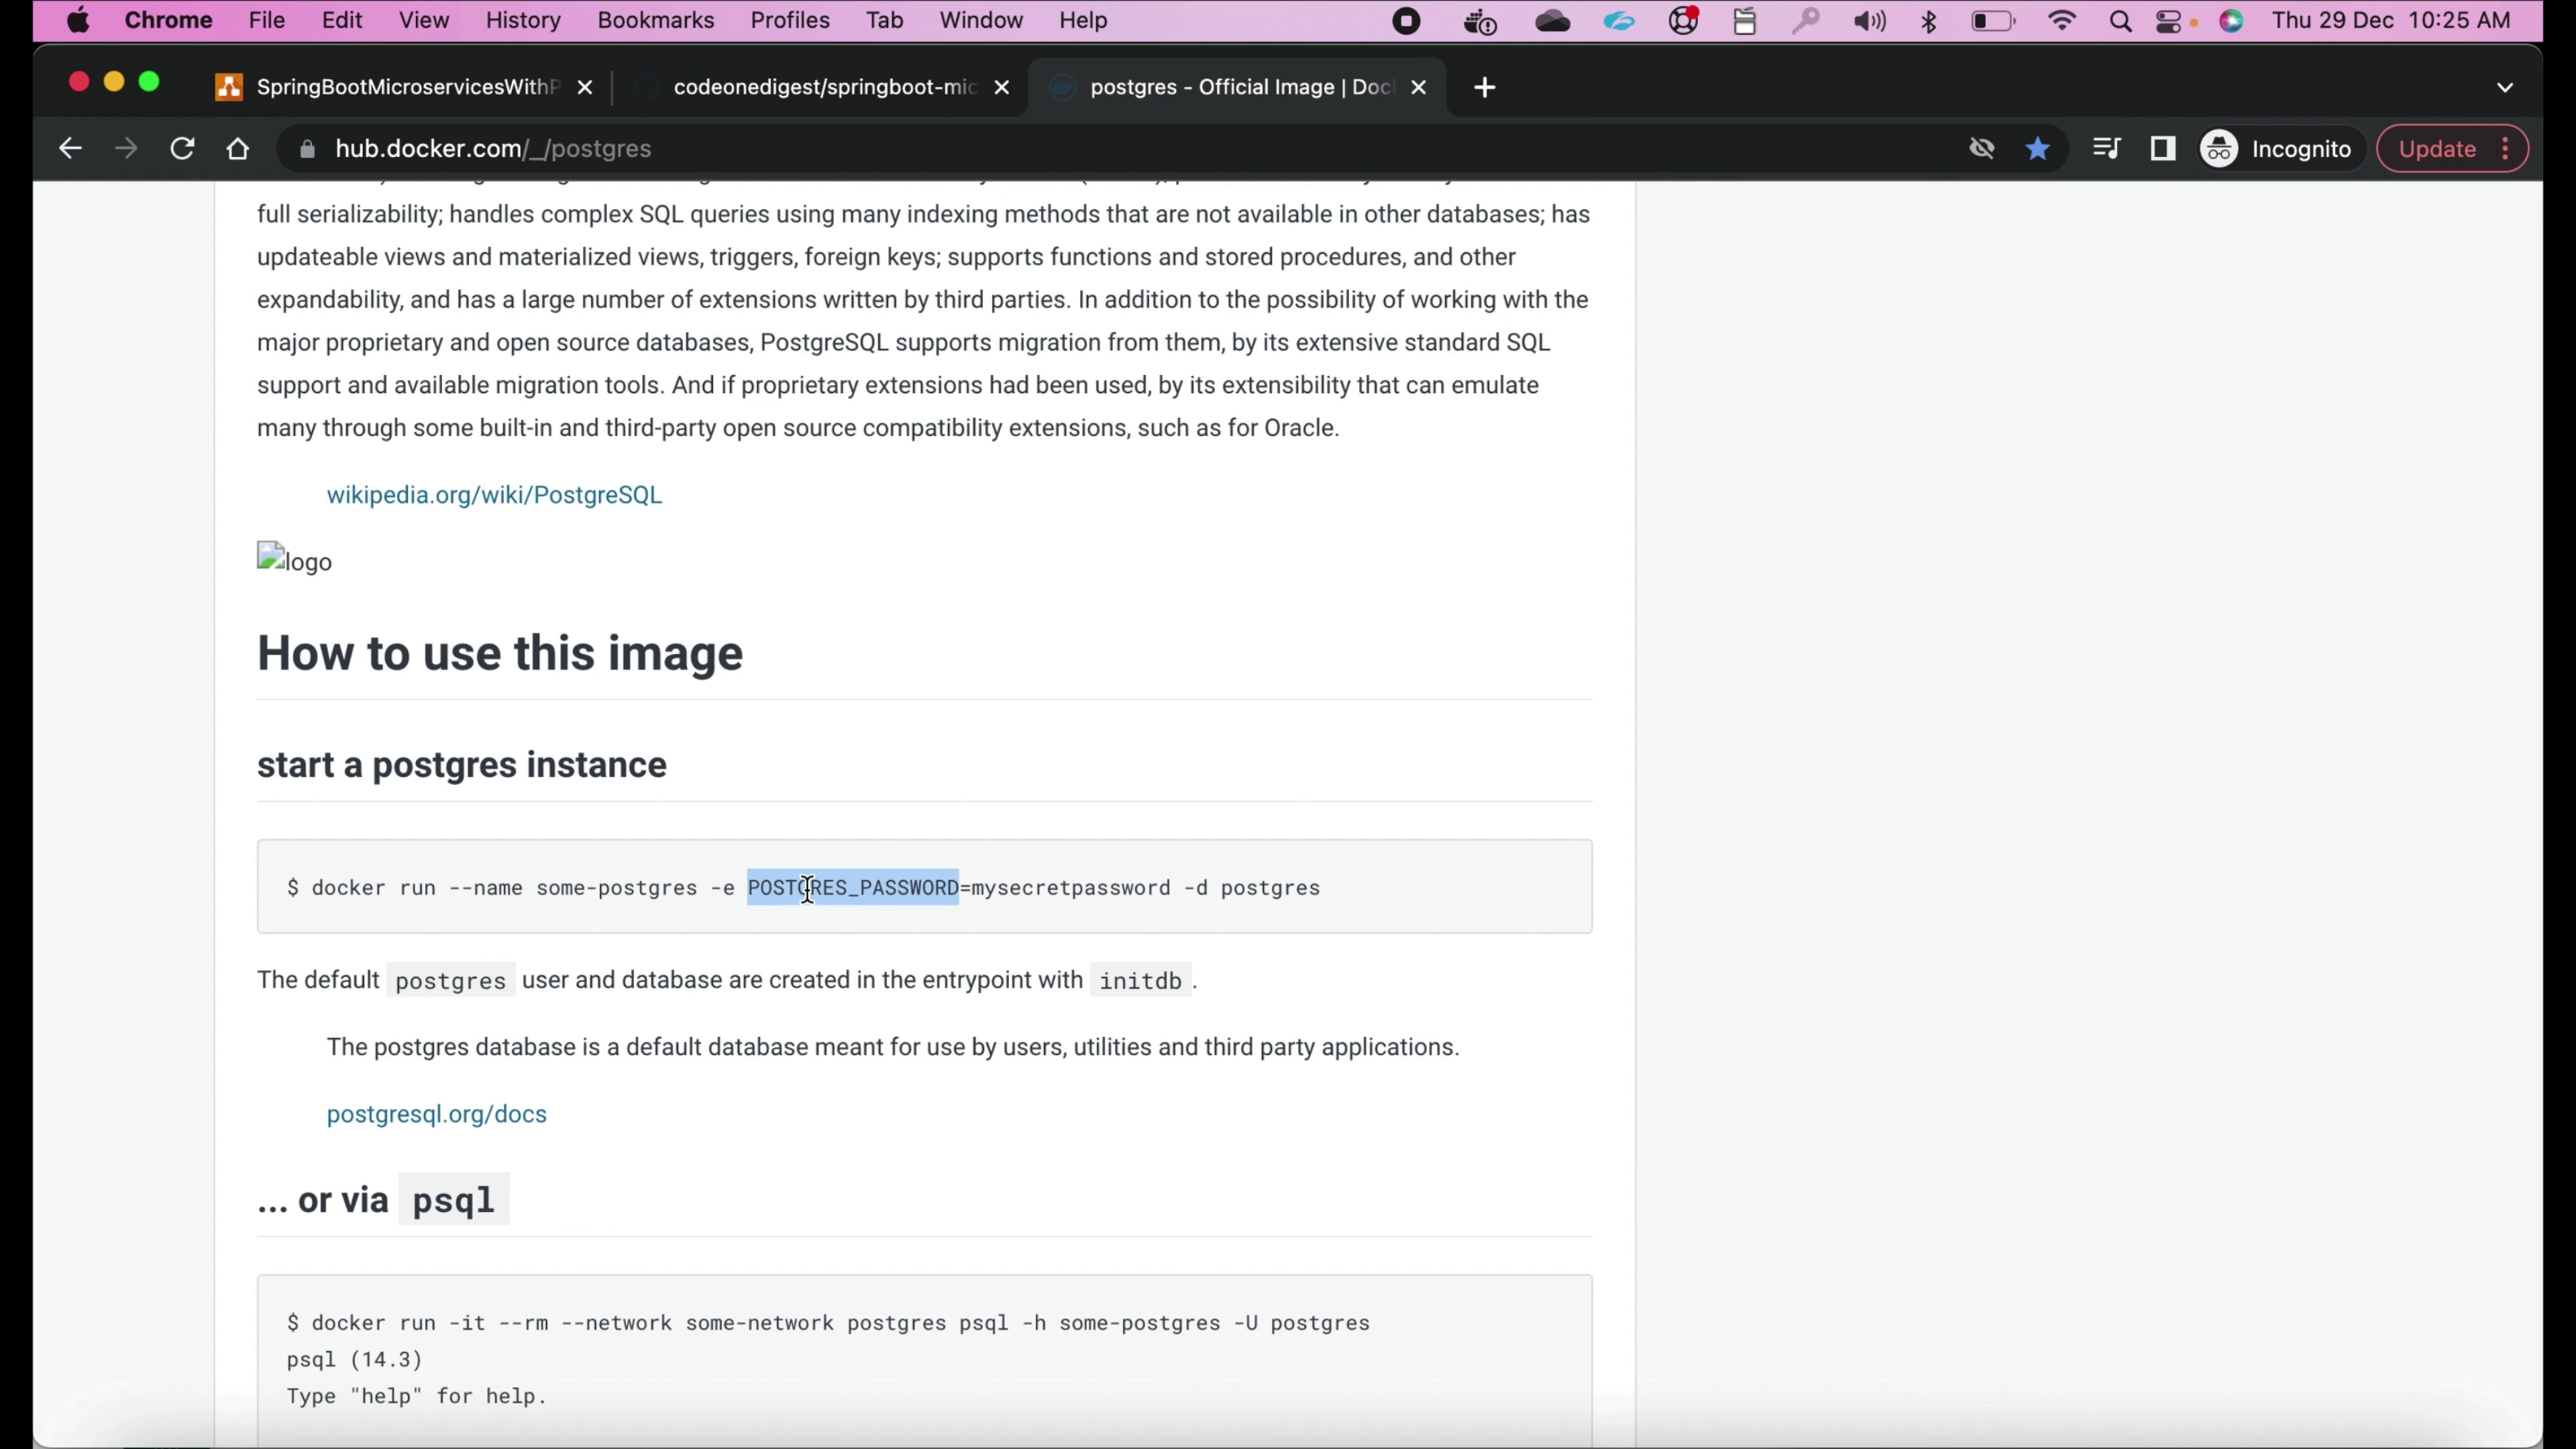 Chrome File Edit View History Bookmarks Profiles Tab Window Help Thu 29 Dec 10:25 AM
SpringBootMicroservicesWithP codeonedigest/springboot-mic postgres - Official Image | Doc
hub.docker.com/_/postgres Incognito Update
full serializability; handles complex SQL queries using many indexing methods that are not available in other databases; has
updateable views and materialized views, triggers, foreign keys; supports functions and stored procedures, and other
expandability, and has a large number of extensions written by third parties. In addition to the possibility of working with the
major proprietary and open source databases, PostgreSQL supports migration from them, by its extensive standard SQL
support and available migration tools. And if proprietary extensions had been used, by its extensibility that can emulate
many through some built-in and third-party open source compatibility extensions, such as for Oracle.
wikipedia.org/wiki/PostgreSQL
logo
How to use this image
start a postgres instance
$ docker run --name some-postgres -e POSTGRES_PASSWORD=mysecretpassword -d postgres
The default postgres user and database are created in the entrypoint with initdb .
The postgres database is a default database meant for use by users, utilities and third party applications.
postgresql.org/docs
... or via psql
$ docker run -it --rm --network some-network postgres psql -h some-postgres -U postgres
psql (14.3)
Type "help" for help.